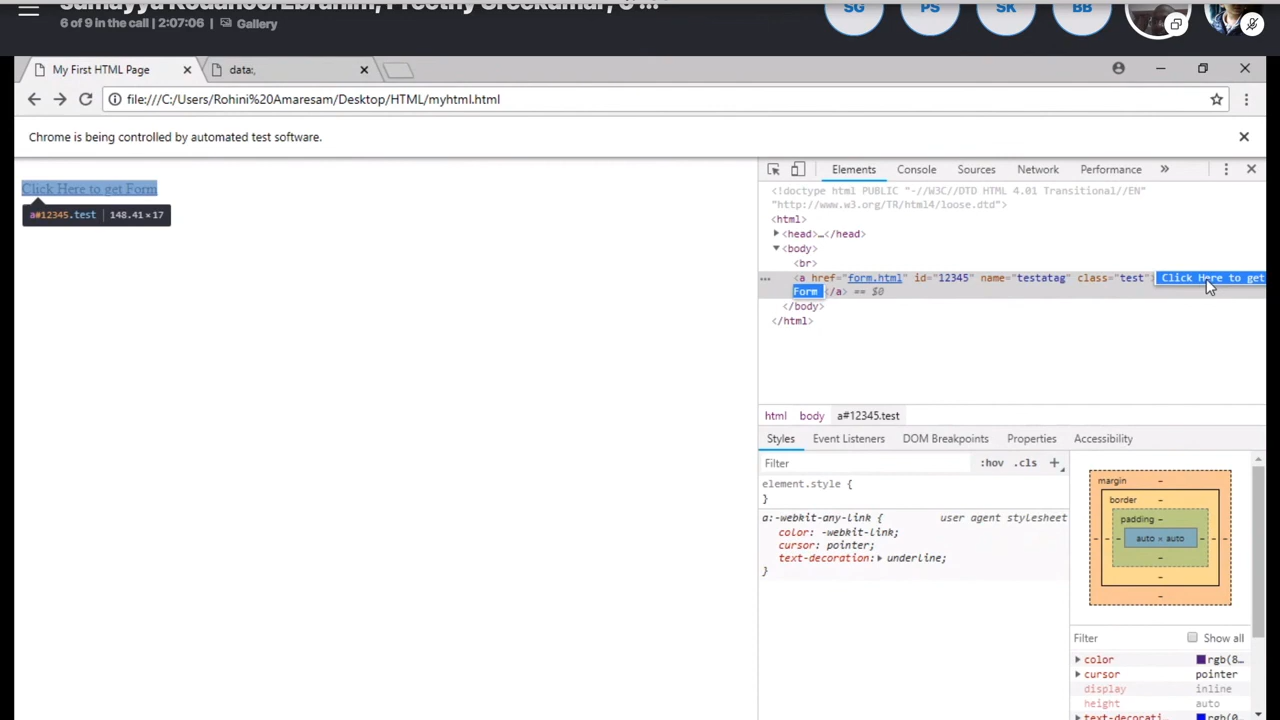 6 of 9 in the call | 2:07:06 | Gallery
SG PS SK BB
My First HTML Page
data:,
file:///C:/Users/Rohini%20Amaresam/Desktop/HTML/myhtml.html
Chrome is being controlled by automated test software.
Click Here to get Form
a#12345.test 148.41×17
Elements Console Sources Network Performance »
<!doctype html PUBLIC "-//W3C//DTD HTML 4.01 Transitional//EN"
"http://www.w3.org/TR/html4/loose.dtd">
<html>
<head>…</head>
<body>
<br>
<a href="form.html" id="12345" name="testatag" class="test"> Click Here to get
Form </a> == $0
</body>
</html>
html body a#12345.test
Styles Event Listeners DOM Breakpoints Properties Accessibility
Filter :hov .cls +
element.style {
}
a:-webkit-any-link { user agent stylesheet
color: -webkit-link;
cursor: pointer;
text-decoration: underline;
}
margin –
border –
padding –
– – – auto × auto – – –
–
–
–
Filter Show all
color rgb(8…
cursor pointer
display inline
height auto
text-decorati… rgb(0…